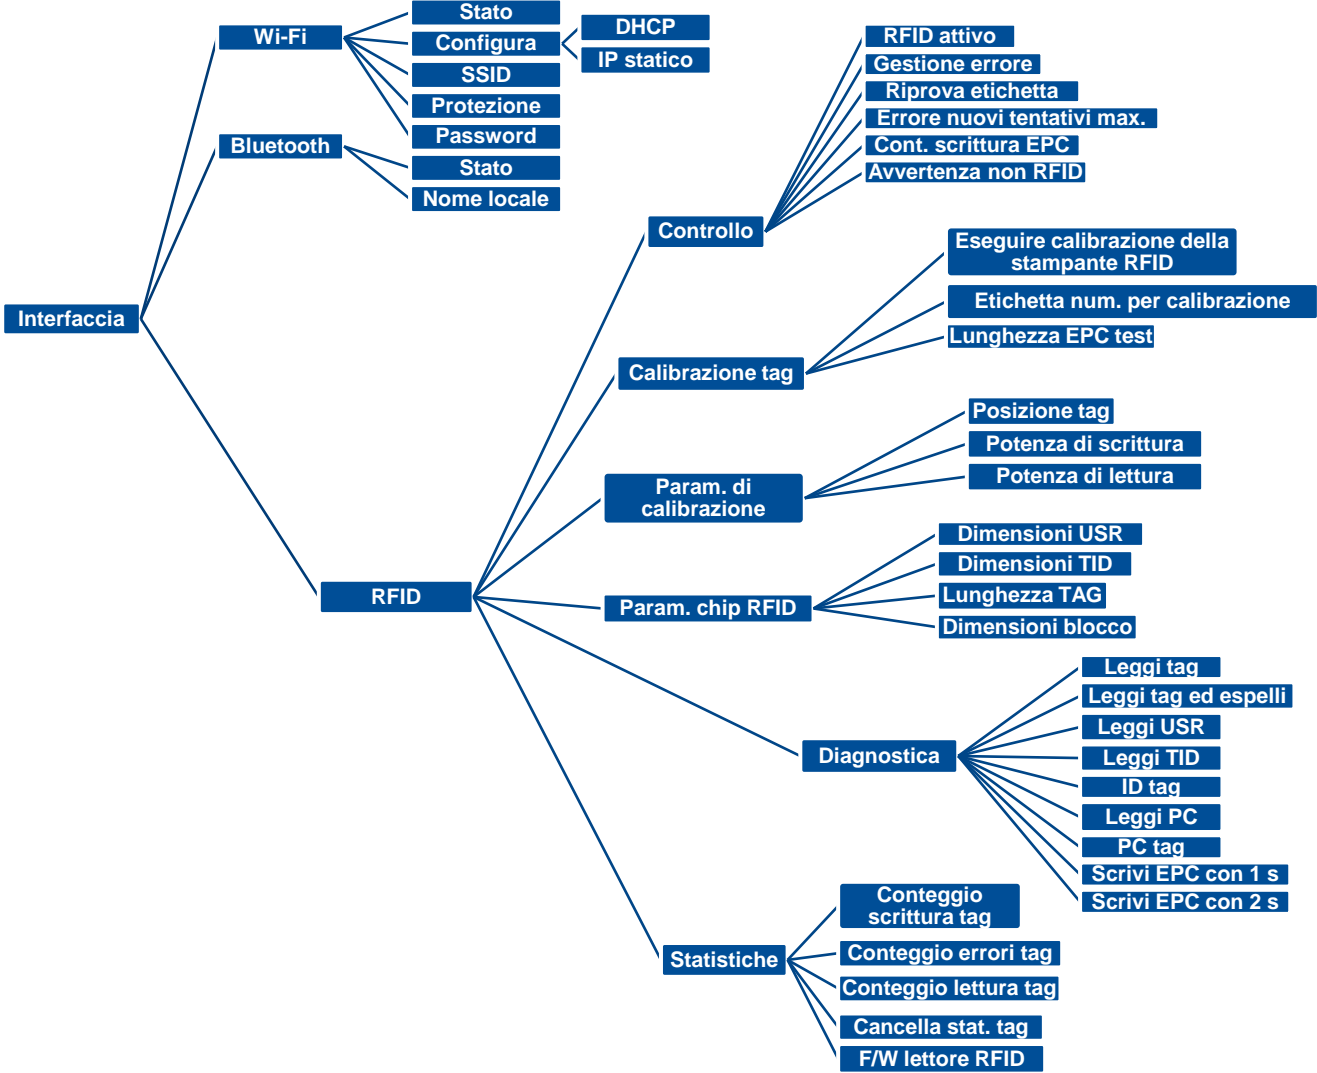 Interfaccia
Wi-Fi
Stato
Configura
DHCP
IP statico
SSID
Protezione
Password
Bluetooth
Stato
Nome locale
RFID
Controllo
RFID attivo
Gestione errore
Riprova etichetta
Errore nuovi tentativi max.
Cont. scrittura EPC
Avvertenza non RFID
Calibrazione tag
Eseguire calibrazione della
stampante RFID
Etichetta num. per calibrazione
Lunghezza EPC test
Param. di
calibrazione
Posizione tag
Potenza di scrittura
Potenza di lettura
Param. chip RFID
Dimensioni USR
Dimensioni TID
Lunghezza TAG
Dimensioni blocco
Diagnostica
Leggi tag
Leggi tag ed espelli
Leggi USR
Leggi TID
ID tag
Leggi PC
PC tag
Scrivi EPC con 1 s
Scrivi EPC con 2 s
Statistiche
Conteggio
scrittura tag
Conteggio errori tag
Conteggio lettura tag
Cancella stat. tag
F/W lettore RFID